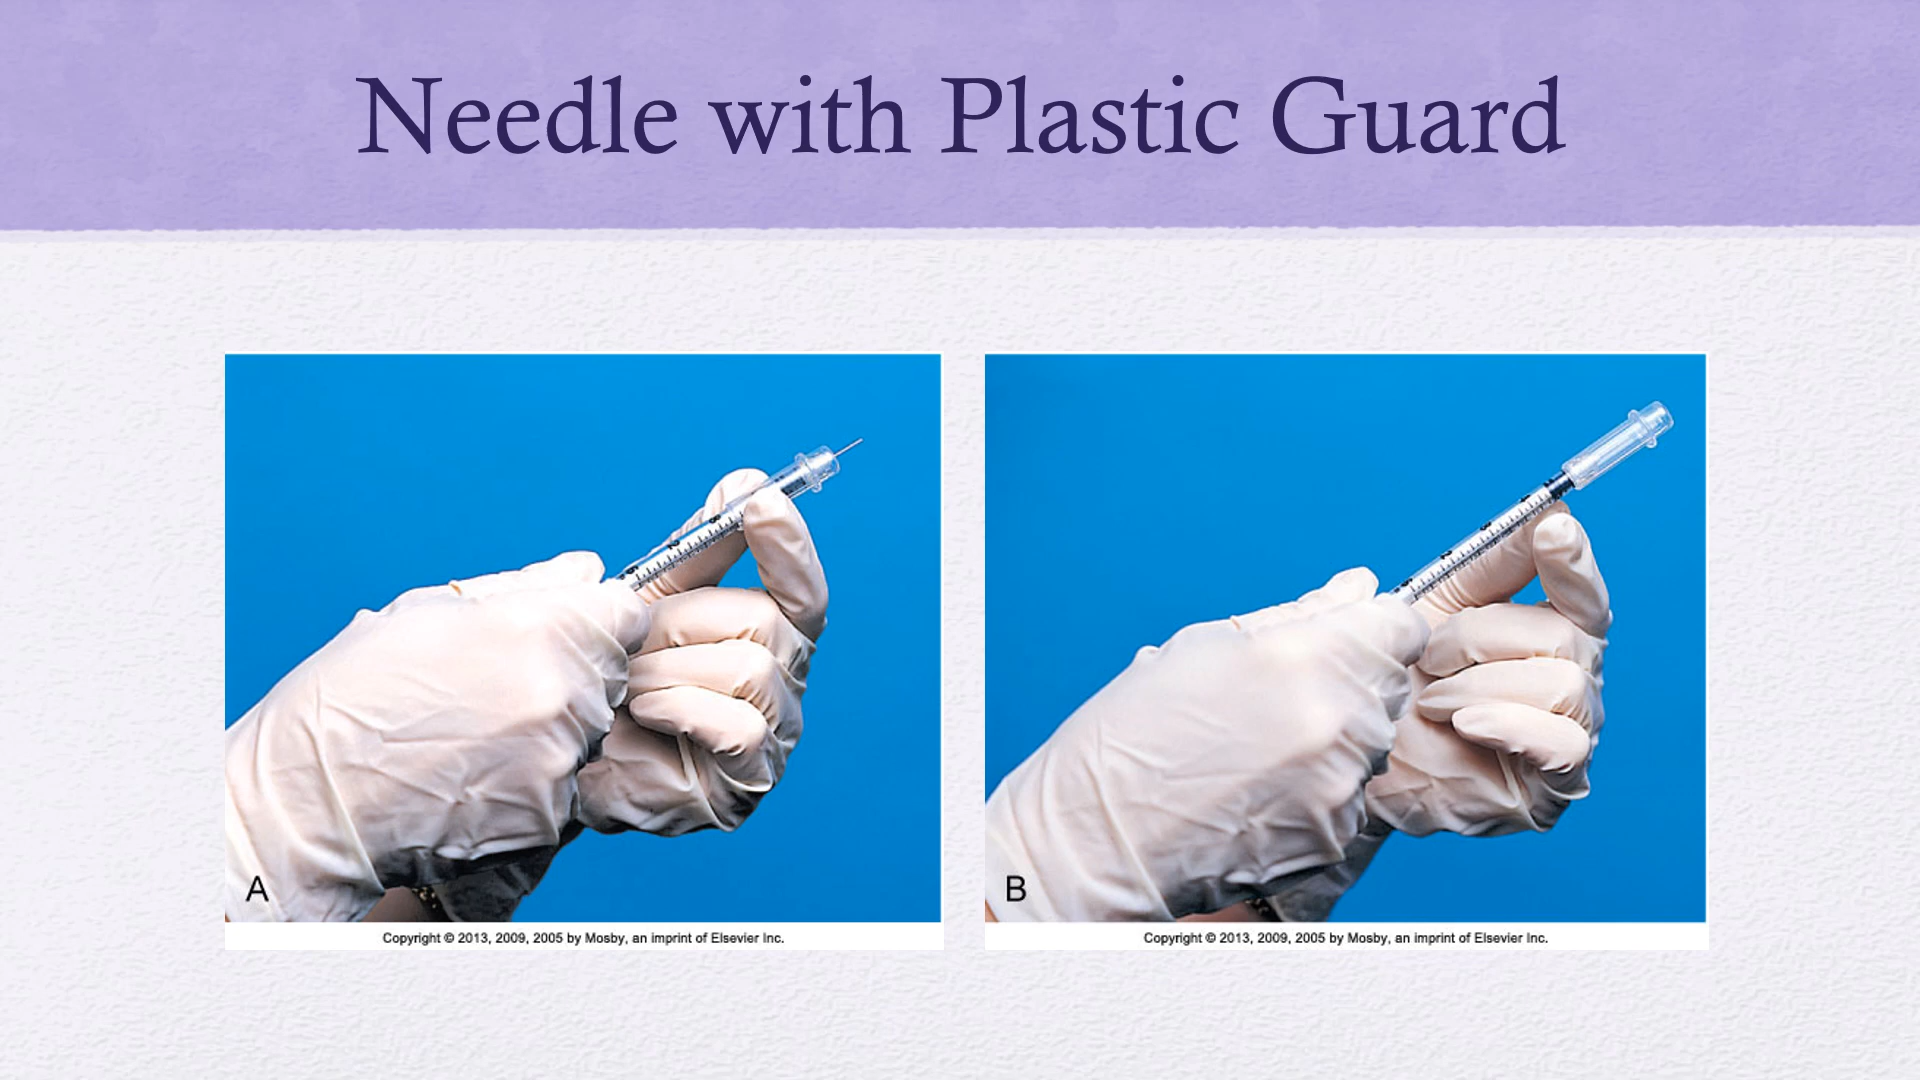 Needle with Plastic Guard
A
Copyright © 2013, 2009, 2005 by Mosby, an imprint of Elsevier Inc.
B
Copyright © 2013, 2009, 2005 by Mosby, an imprint of Elsevier Inc.